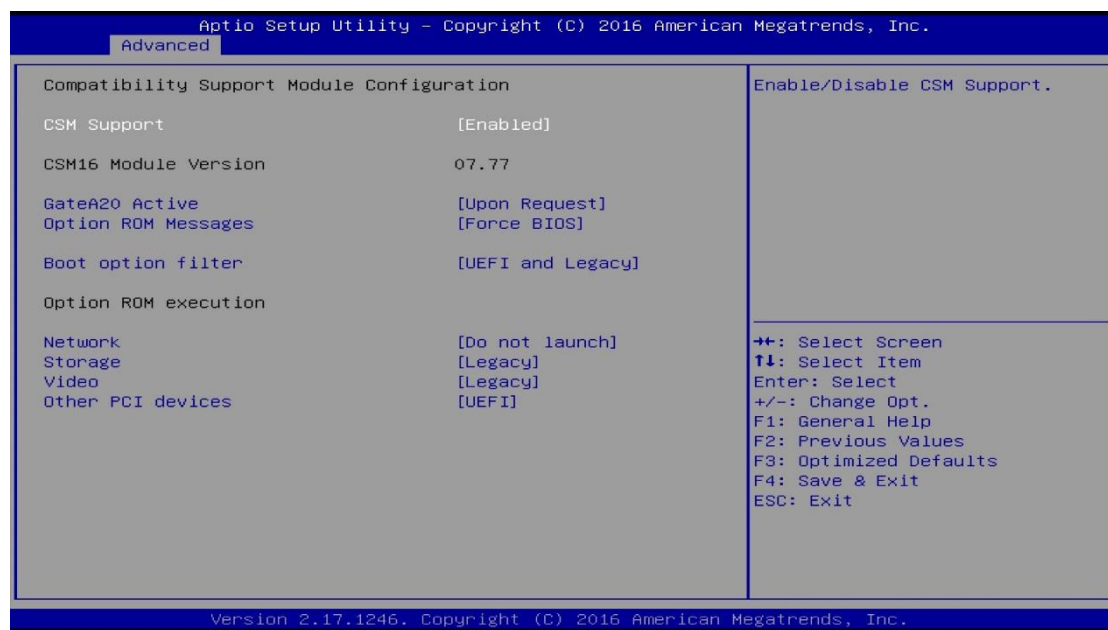 Aptio Setup Utility – Copyright (C) 2016 American Megatrends, Inc.
Advanced
Compatibility Support Module Configuration
CSM Support [Enabled]
CSM16 Module Version 07.77
GateA20 Active [Upon Request]
Option ROM Messages [Force BIOS]
Boot option filter [UEFI and Legacy]
Option ROM execution
Network [Do not launch]
Storage [Legacy]
Video [Legacy]
Other PCI devices [UEFI]
Enable/Disable CSM Support.
→←: Select Screen
↑↓: Select Item
Enter: Select
+/-: Change Opt.
F1: General Help
F2: Previous Values
F3: Optimized Defaults
F4: Save & Exit
ESC: Exit
Version 2.17.1246. Copyright (C) 2016 American Megatrends, Inc.